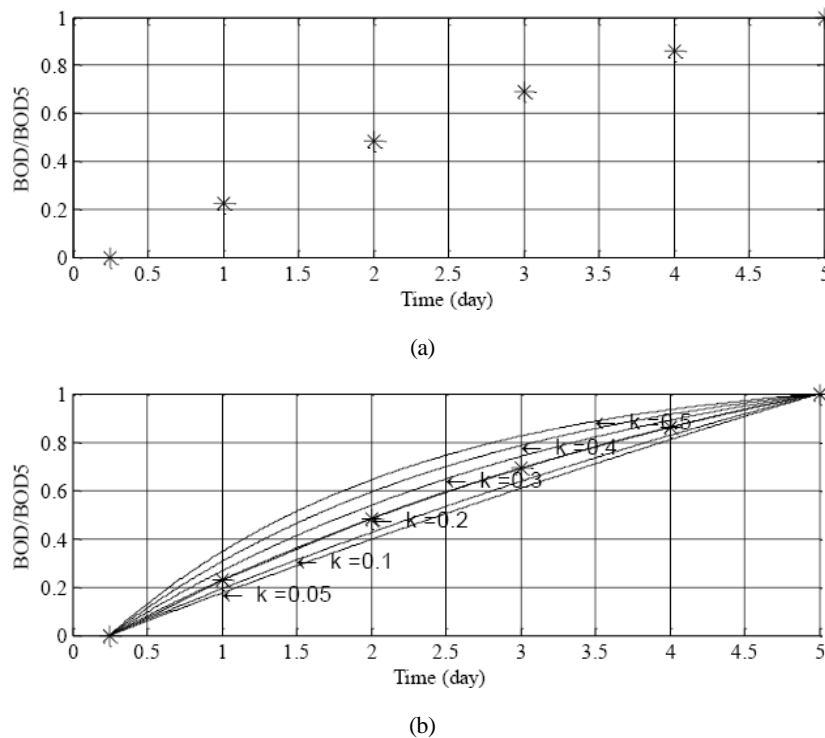 1
0.8
0.6
0.4
0.2
0
BOD/BOD5
0 0.5 1 1.5 2 2.5 3 3.5 4 4.5 5
Time (day)
(a)
1
0.8
0.6
0.4
0.2
0
BOD/BOD5
k =0.5
k =0.4
k =0.3
k =0.2
k =0.1
k =0.05
0 0.5 1 1.5 2 2.5 3 3.5 4 4.5 5
Time (day)
(b)